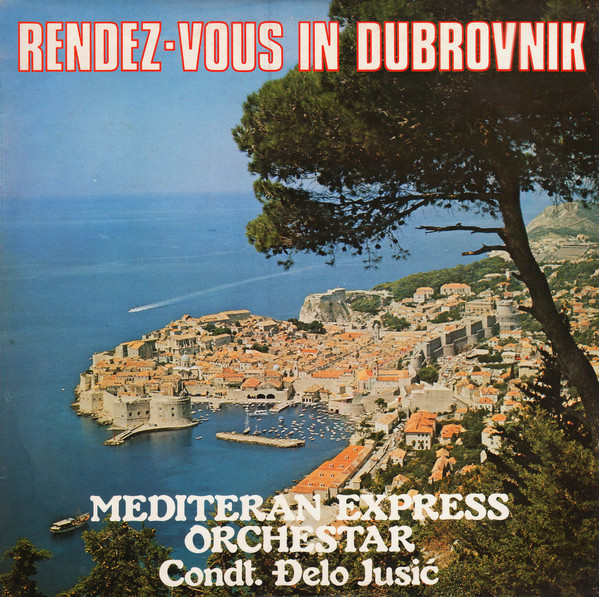 RENDEZ-VOUS IN DUBROVNIK
MEDITERAN EXPRESS
ORCHESTAR
Condt. Đelo Jusić